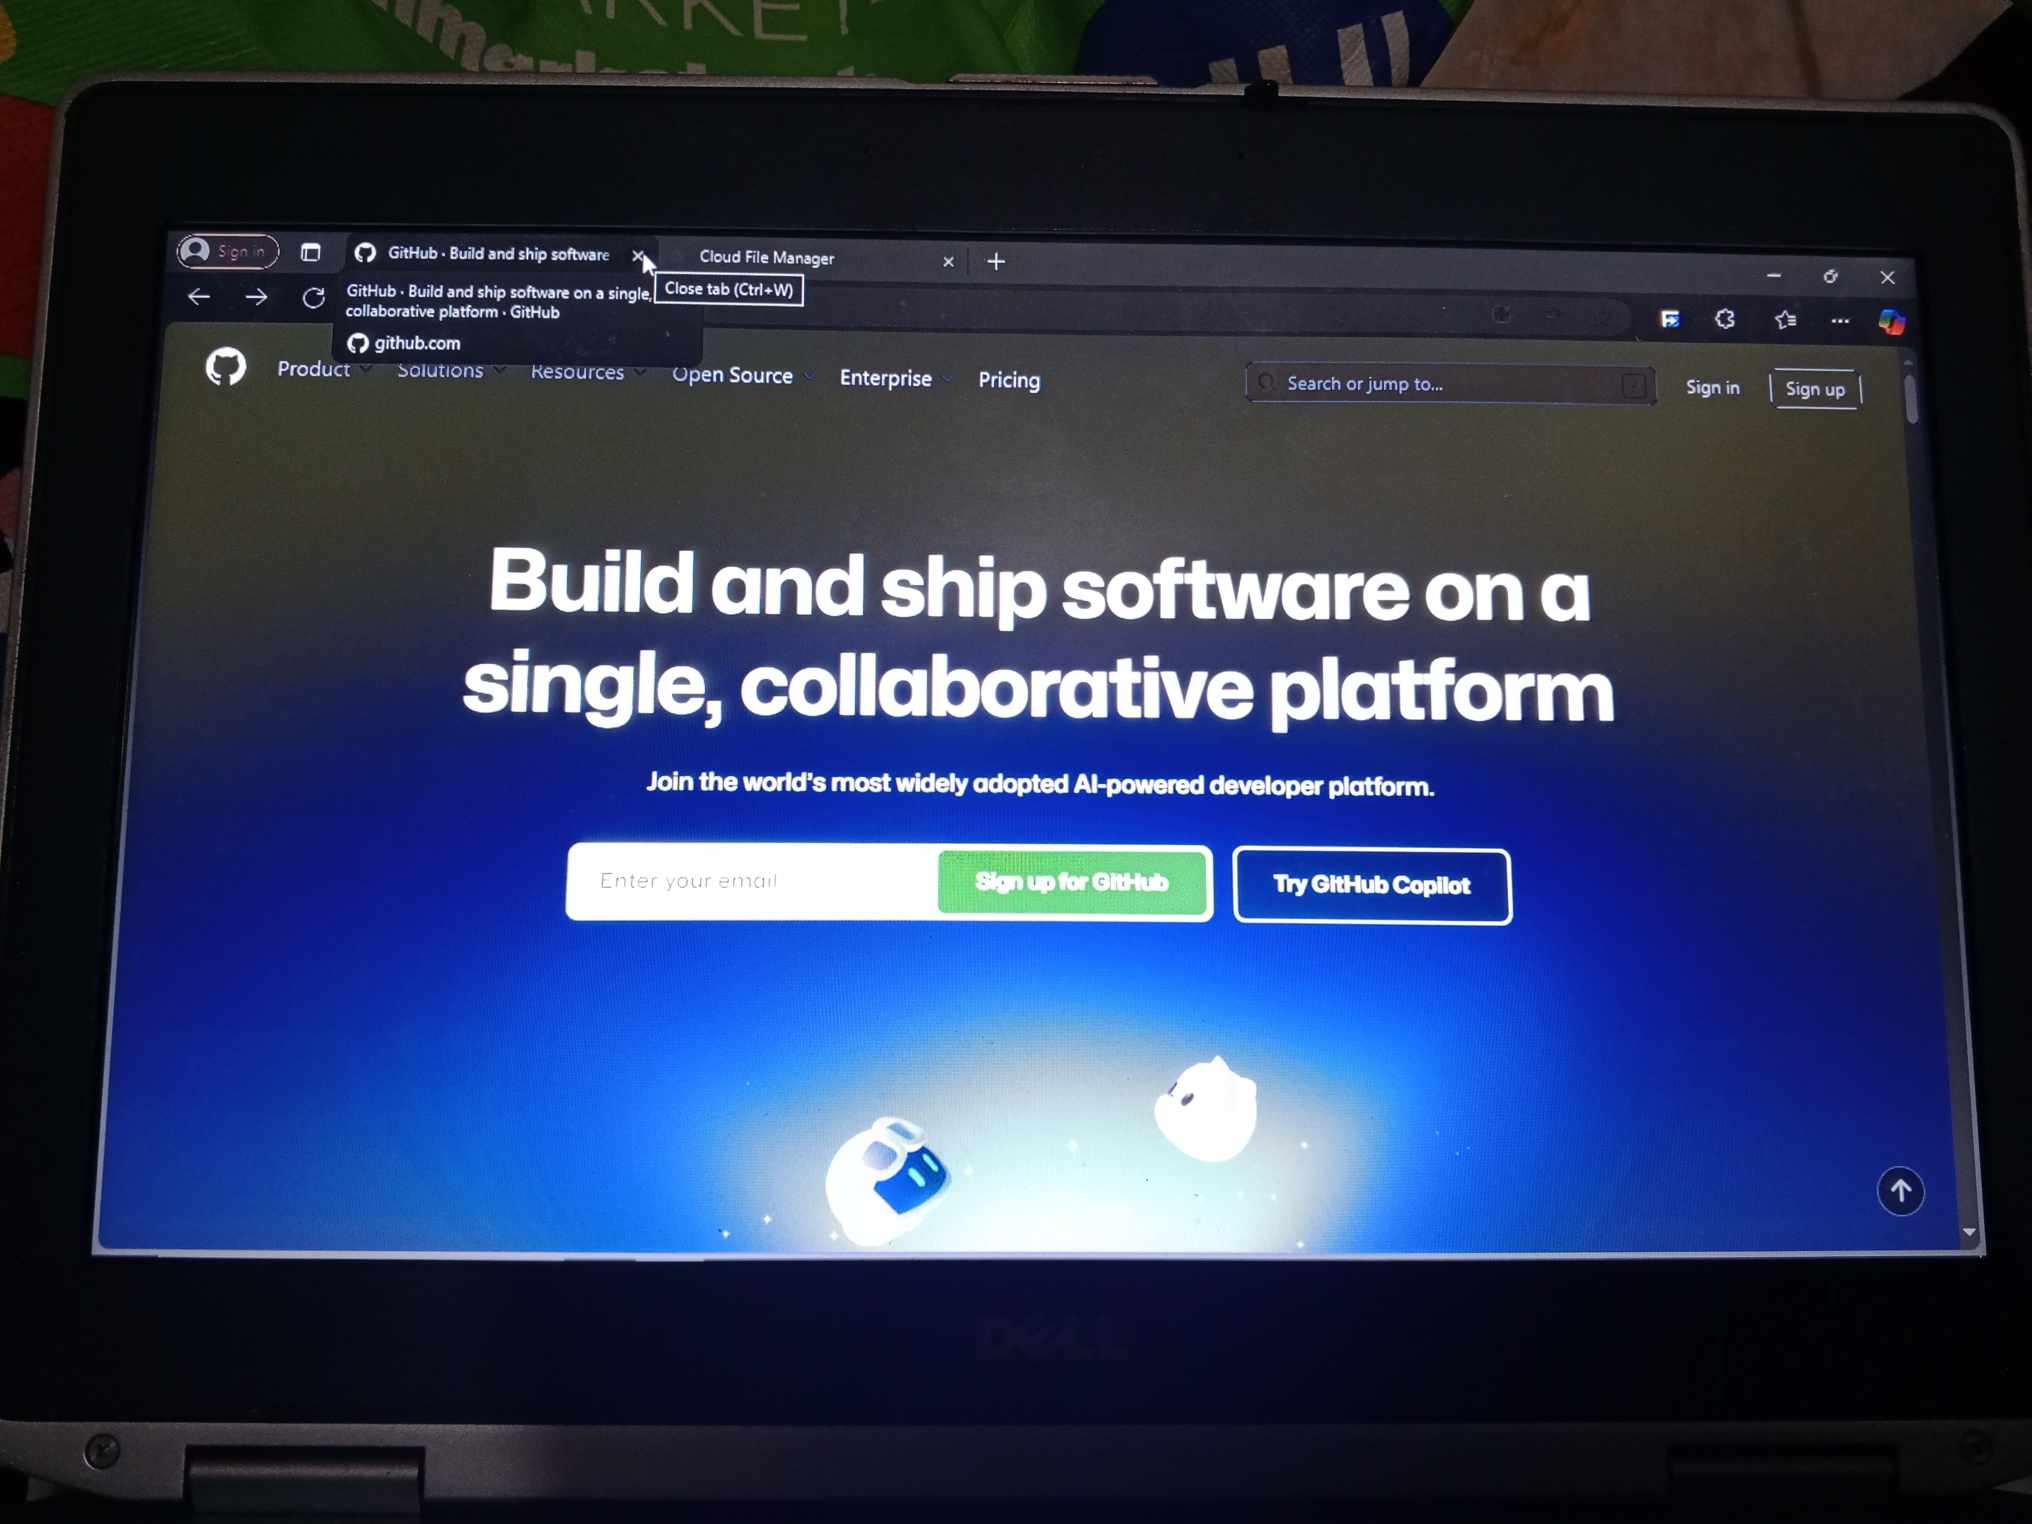 MARKET
Sign in
GitHub · Build and ship software
Cloud File Manager
Close tab (Ctrl+W)
GitHub · Build and ship software on a single,
collaborative platform · GitHub
github.com
Product
Solutions
Resources
Open Source
Enterprise
Pricing
Search or jump to...
Sign in
Sign up
Build and ship software on a
single, collaborative platform
Join the world's most widely adopted AI-powered developer platform.
Enter your email
Sign up for GitHub
Try GitHub Copilot
DELL